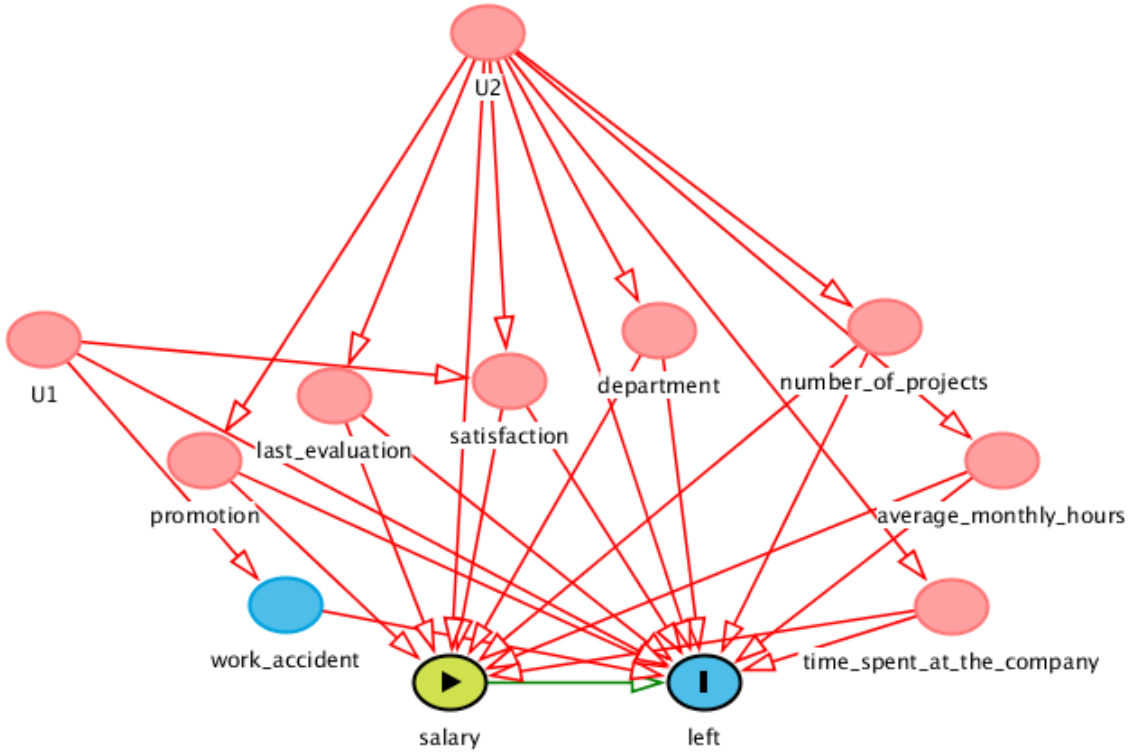 U2
U1
department
number_of_projects
satisfaction
last_evaluation
promotion
average_monthly_hours
work_accident
time_spent_at_the_company
salary
left